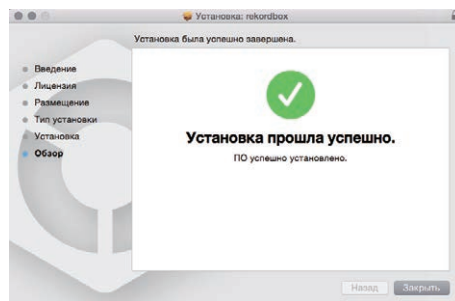 Установка: rekordbox
Установка была успешно завершена.
Введение
Лицензия
Размещение
Тип установки
Установка
Обзор
Установка прошла успешно.
ПО успешно установлено.
Назад
Закрыть